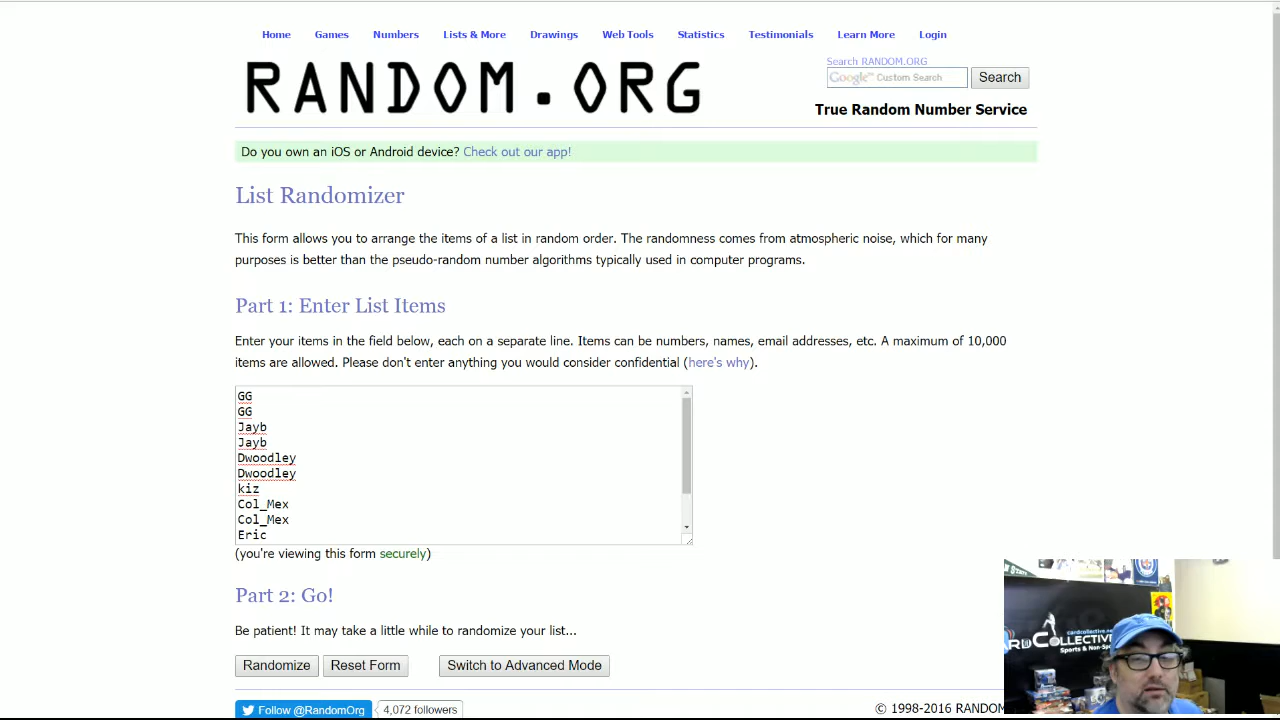 Home Games Numbers Lists & More Drawings Web Tools Statistics Testimonials Learn More Login
RANDOM.ORG
Search RANDOM.ORG
Google™ Custom Search
Search
True Random Number Service
Do you own an iOS or Android device? Check out our app!
List Randomizer
This form allows you to arrange the items of a list in random order. The randomness comes from atmospheric noise, which for many
purposes is better than the pseudo-random number algorithms typically used in computer programs.
Part 1: Enter List Items
Enter your items in the field below, each on a separate line. Items can be numbers, names, email addresses, etc. A maximum of 10,000
items are allowed. Please don't enter anything you would consider confidential (here's why).
GG
GG
Jayb
Jayb
Dwoodley
Dwoodley
kiz
Col_Mex
Col_Mex
Eric
(you're viewing this form securely)
Part 2: Go!
Be patient! It may take a little while to randomize your list...
Randomize Reset Form Switch to Advanced Mode
Follow @RandomOrg 4,072 followers
© 1998-2016 RANDOM